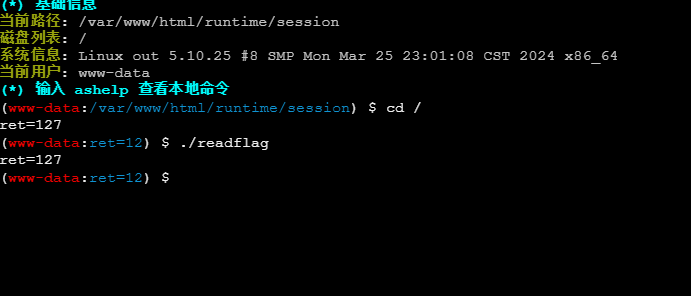 (*) 基础信息
当前路径: /var/www/html/runtime/session
磁盘列表: /
系统信息: Linux out 5.10.25 #8 SMP Mon Mar 25 23:01:08 CST 2024 x86_64
当前用户: www-data
(*) 输入 ashelp 查看本地命令
(www-data:/var/www/html/runtime/session) $ cd /
ret=127
(www-data:ret=12) $ ./readflag
ret=127
(www-data:ret=12) $